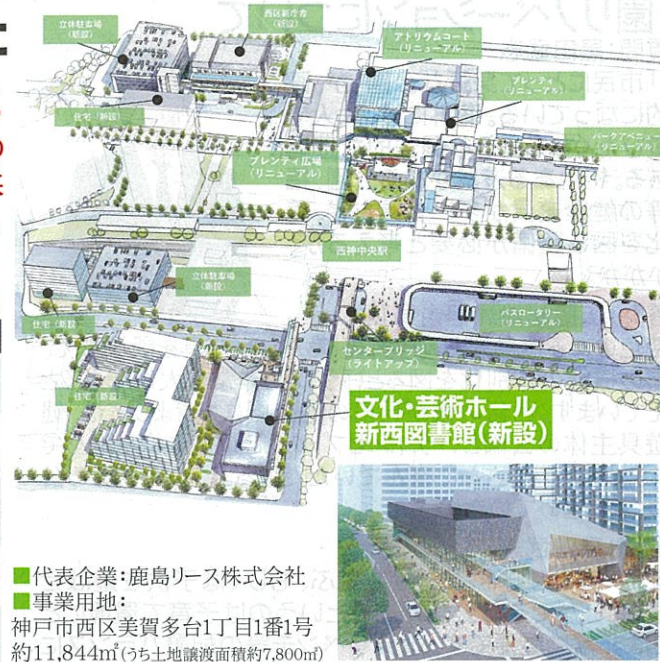 立体駐車場
(新設)
西区新庁舎
(新設)
アトリウムコート
(リニューアル)
プレンティ
(リニューアル)
住宅(新設)
パークアベニュー
(リニューアル)
プレンティ広場
(リニューアル)
西神中央駅
立体駐車場
(新設)
バスロータリー
(リニューアル)
住宅(新設)
センターブリッジ
(ライトアップ)
住宅(新設)
文化・芸術ホール
新西図書館(新設)
■代表企業:鹿島リース株式会社
■事業用地:
神戸市西区美賀多台1丁目1番1号
約11,844㎡(うち土地譲渡面積約7,800㎡)